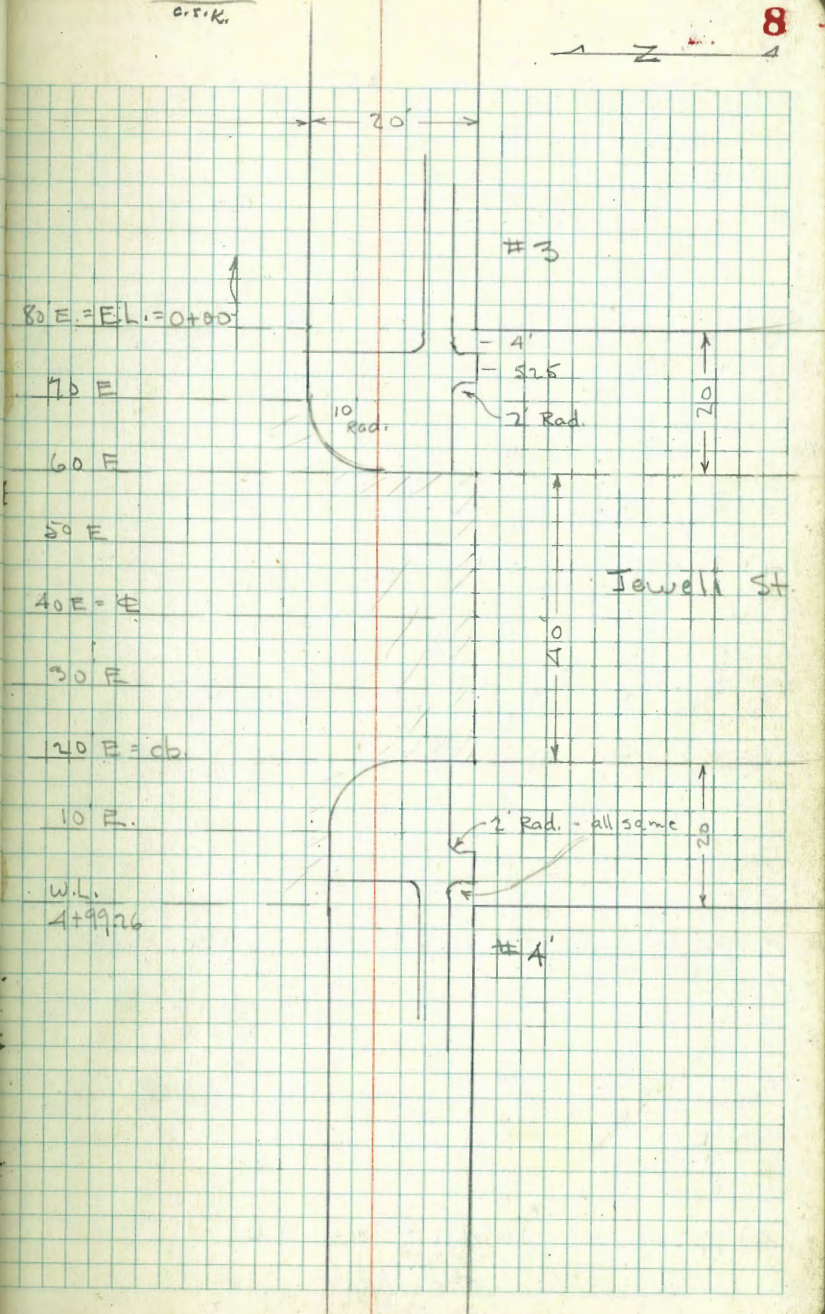 C.S.K.
8
N
20'
#3
80 E. = E.L. = 0+00
4'
5.25
70 E
10' Rad.
2' Rad.
20
60 E
50 E
Jewell St.
40 E = ℄
40'
30 E
20 E = cb.
10 E.
2' Rad. - all same
20
W.L.
4+99.26
#4